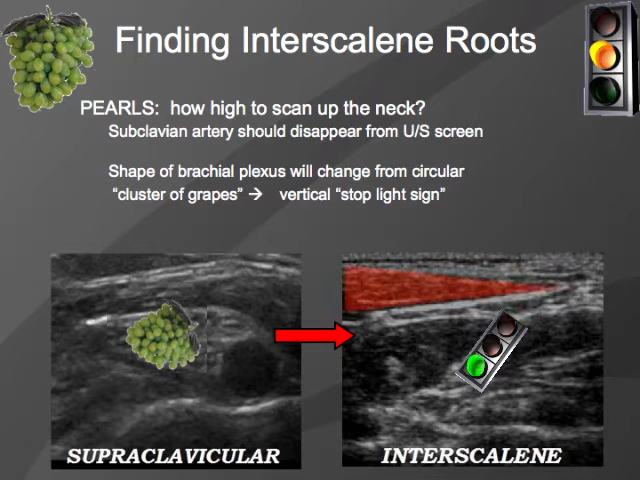 Finding Interscalene Roots
PEARLS:  how high to scan up the neck?
Subclavian artery should disappear from U/S screen
Shape of brachial plexus will change from circular
“cluster of grapes” →   vertical “stop light sign”
SUPRACLAVICULAR
INTERSCALENE